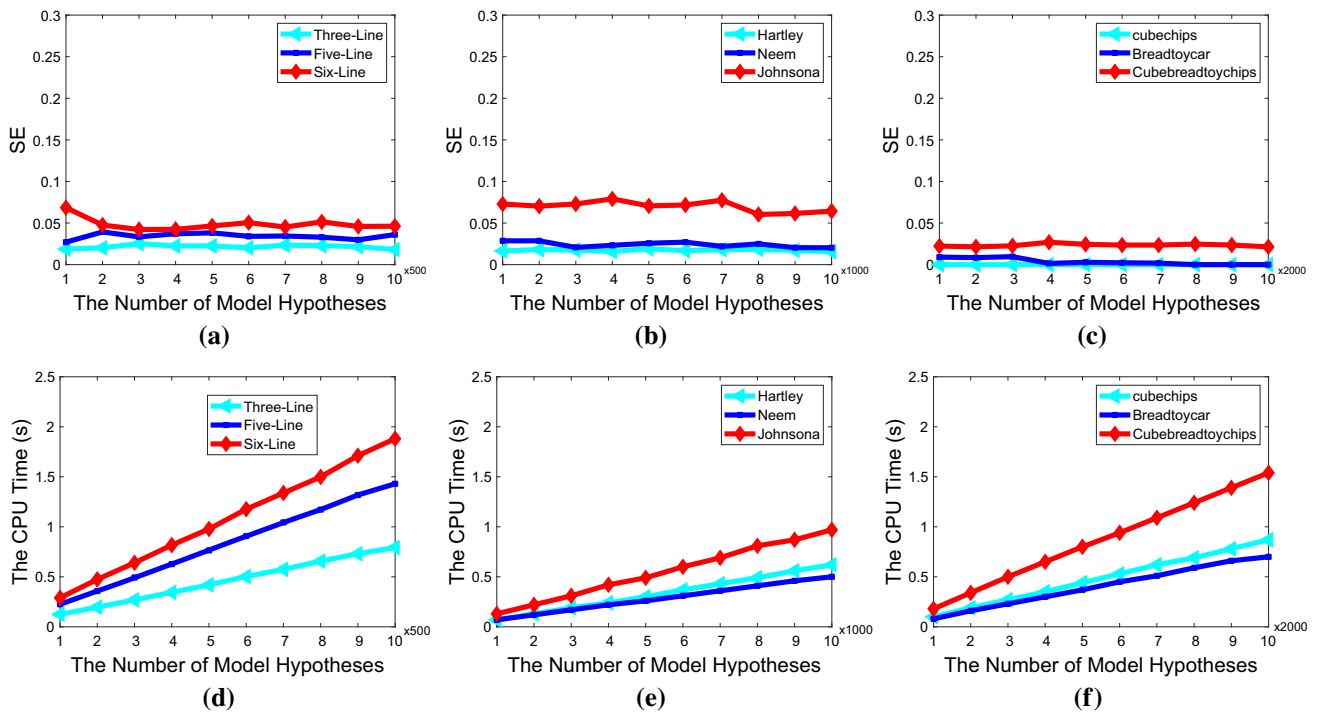 0.3
0.25
0.2
0.15
0.1
0.05
0
SE
Three-Line
Five-Line
Six-Line
1 2 3 4 5 6 7 8 9 10
x500
The Number of Model Hypotheses
(a)
0.3
0.25
0.2
0.15
0.1
0.05
0
SE
Hartley
Neem
Johnsona
1 2 3 4 5 6 7 8 9 10
x1000
The Number of Model Hypotheses
(b)
0.3
0.25
0.2
0.15
0.1
0.05
0
SE
cubechips
Breadtoycar
Cubebreadtoychips
1 2 3 4 5 6 7 8 9 10
x2000
The Number of Model Hypotheses
(c)
2.5
2
1.5
1
0.5
0
The CPU Time (s)
Three-Line
Five-Line
Six-Line
1 2 3 4 5 6 7 8 9 10
x500
The Number of Model Hypotheses
(d)
2.5
2
1.5
1
0.5
0
The CPU Time (s)
Hartley
Neem
Johnsona
1 2 3 4 5 6 7 8 9 10
x1000
The Number of Model Hypotheses
(e)
2.5
2
1.5
1
0.5
0
The CPU Time (s)
cubechips
Breadtoycar
Cubebreadtoychips
1 2 3 4 5 6 7 8 9 10
x2000
The Number of Model Hypotheses
(f)